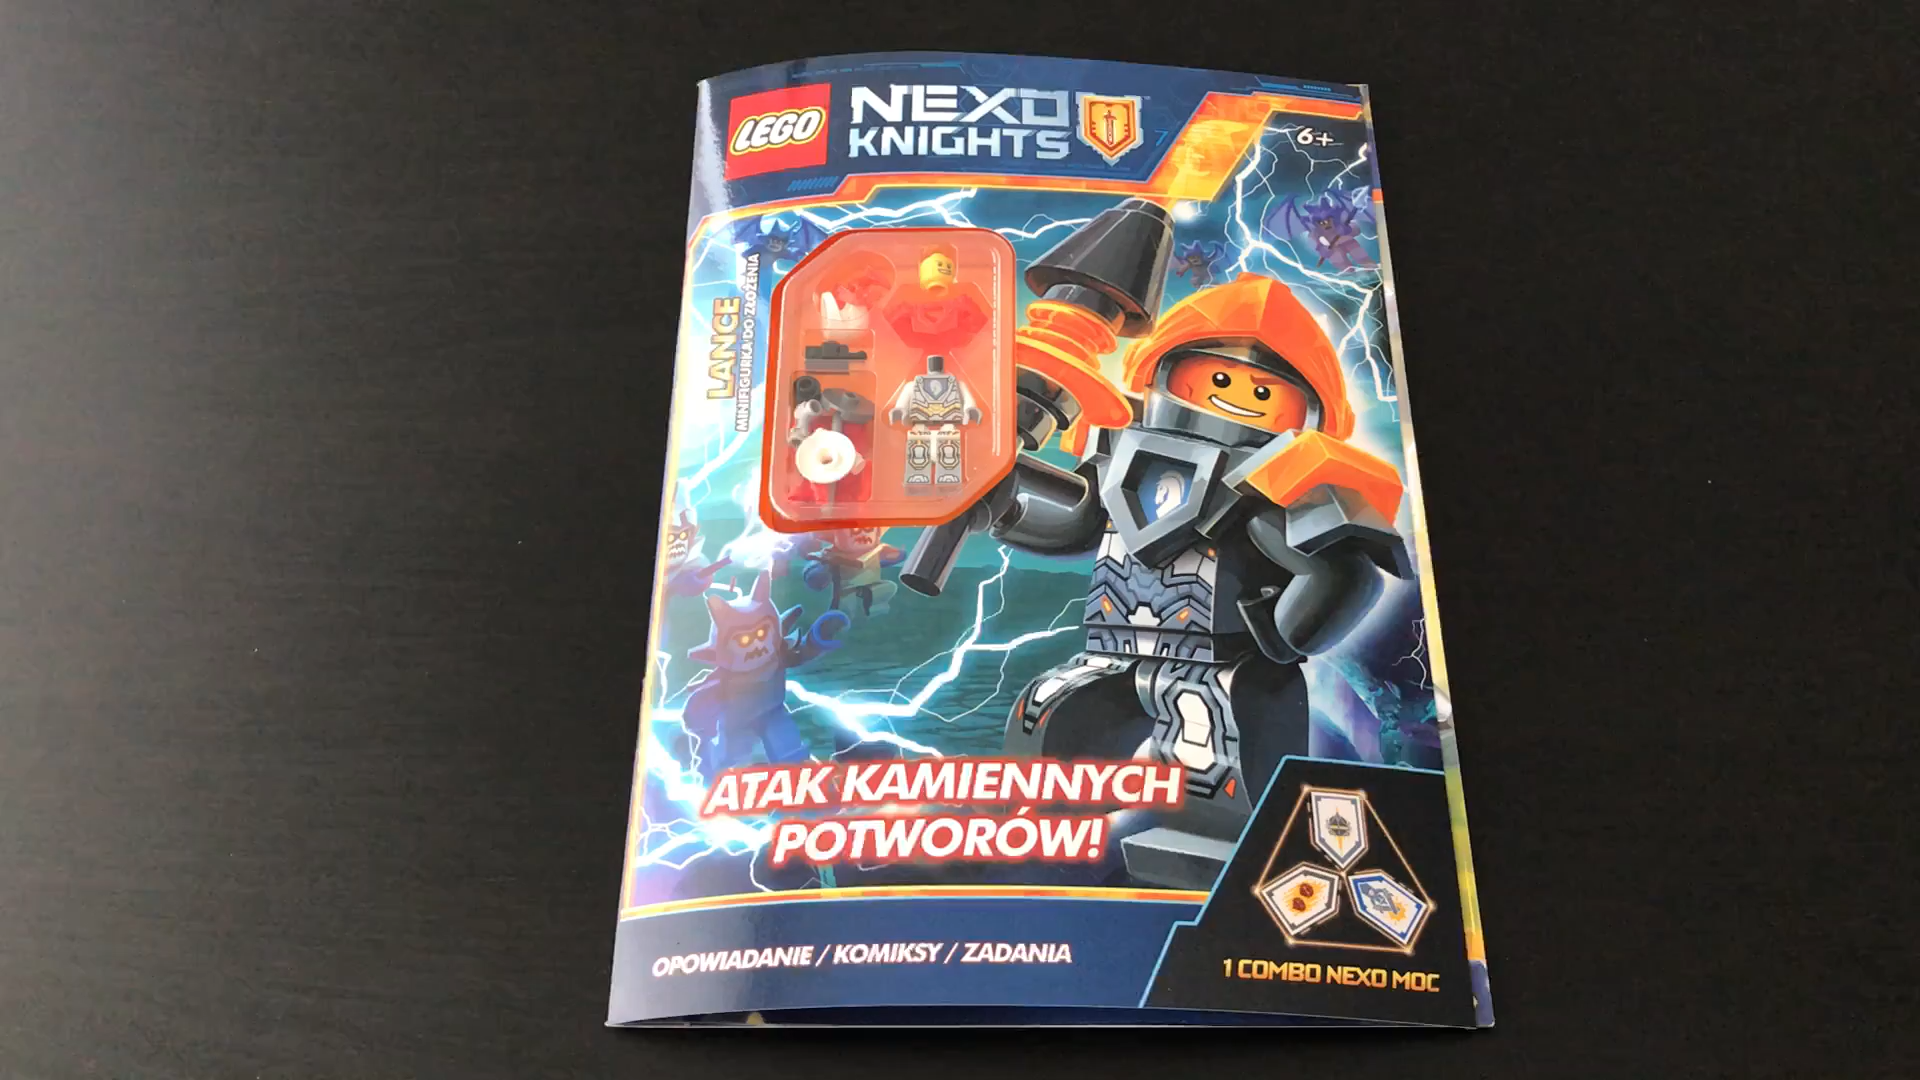 LEGO
NEXO
KNIGHTS
6+
LANCE
MINIFIGURKA DO ZŁOŻENIA
ATAK KAMIENNYCH
POTWORÓW!
OPOWIADANIE / KOMIKSY / ZADANIA
1 COMBO NEXO MOC